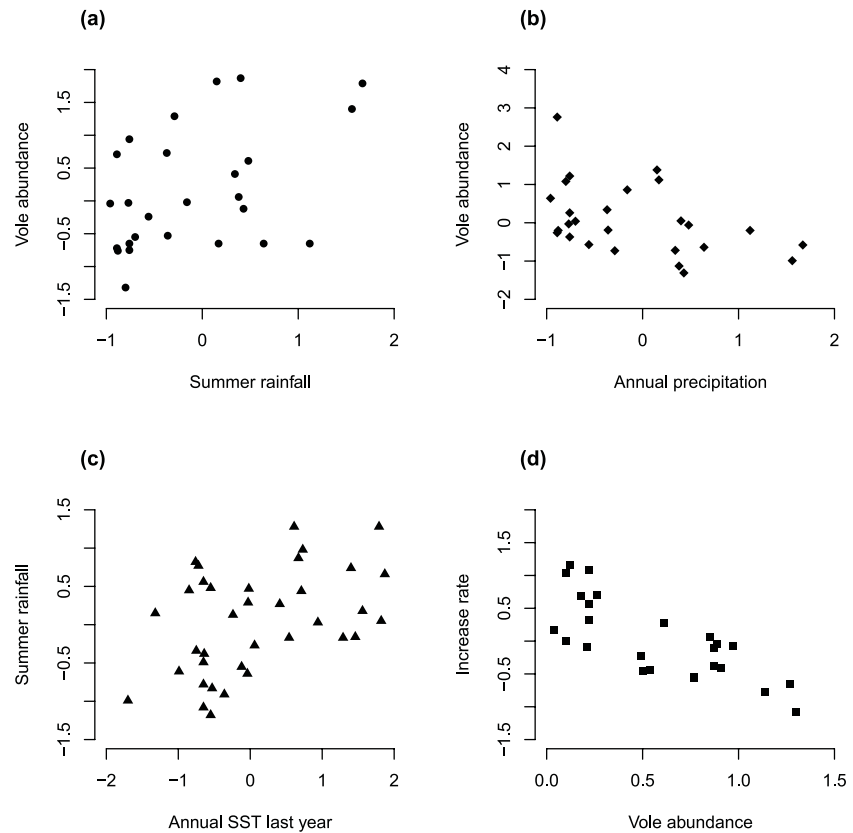 (a)
Vole abundance
1.5
0.5
−0.5
−1.5
−1 0 1 2
Summer rainfall
(b)
Vole abundance
4
3
2
1
0
−1
−2
−1 0 1 2
Annual precipitation
(c)
Summer rainfall
1.5
0.5
−0.5
−1.5
−2 −1 0 1 2
Annual SST last year
(d)
Increase rate
1.5
0.5
−0.5
−1.5
0.0 0.5 1.0 1.5
Vole abundance